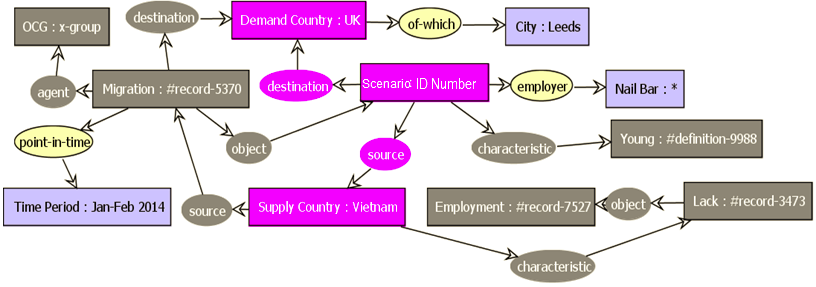 OCG : x-group
destination
Demand Country : UK
of-which
City : Leeds
agent
Migration : #record-5370
destination
Scenario: ID Number
employer
Nail Bar : *
point-in-time
object
source
characteristic
Young : #definition-9988
Time Period : Jan-Feb 2014
source
Supply Country : Vietnam
Employment : #record-7527
object
Lack : #record-3473
characteristic